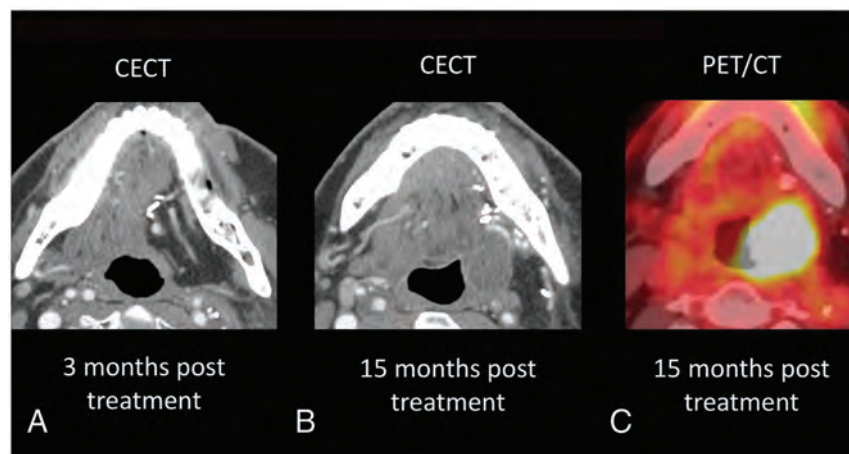 CECT
CECT
PET/CT
3 months post
treatment
15 months post
treatment
15 months post
treatment
A
B
C